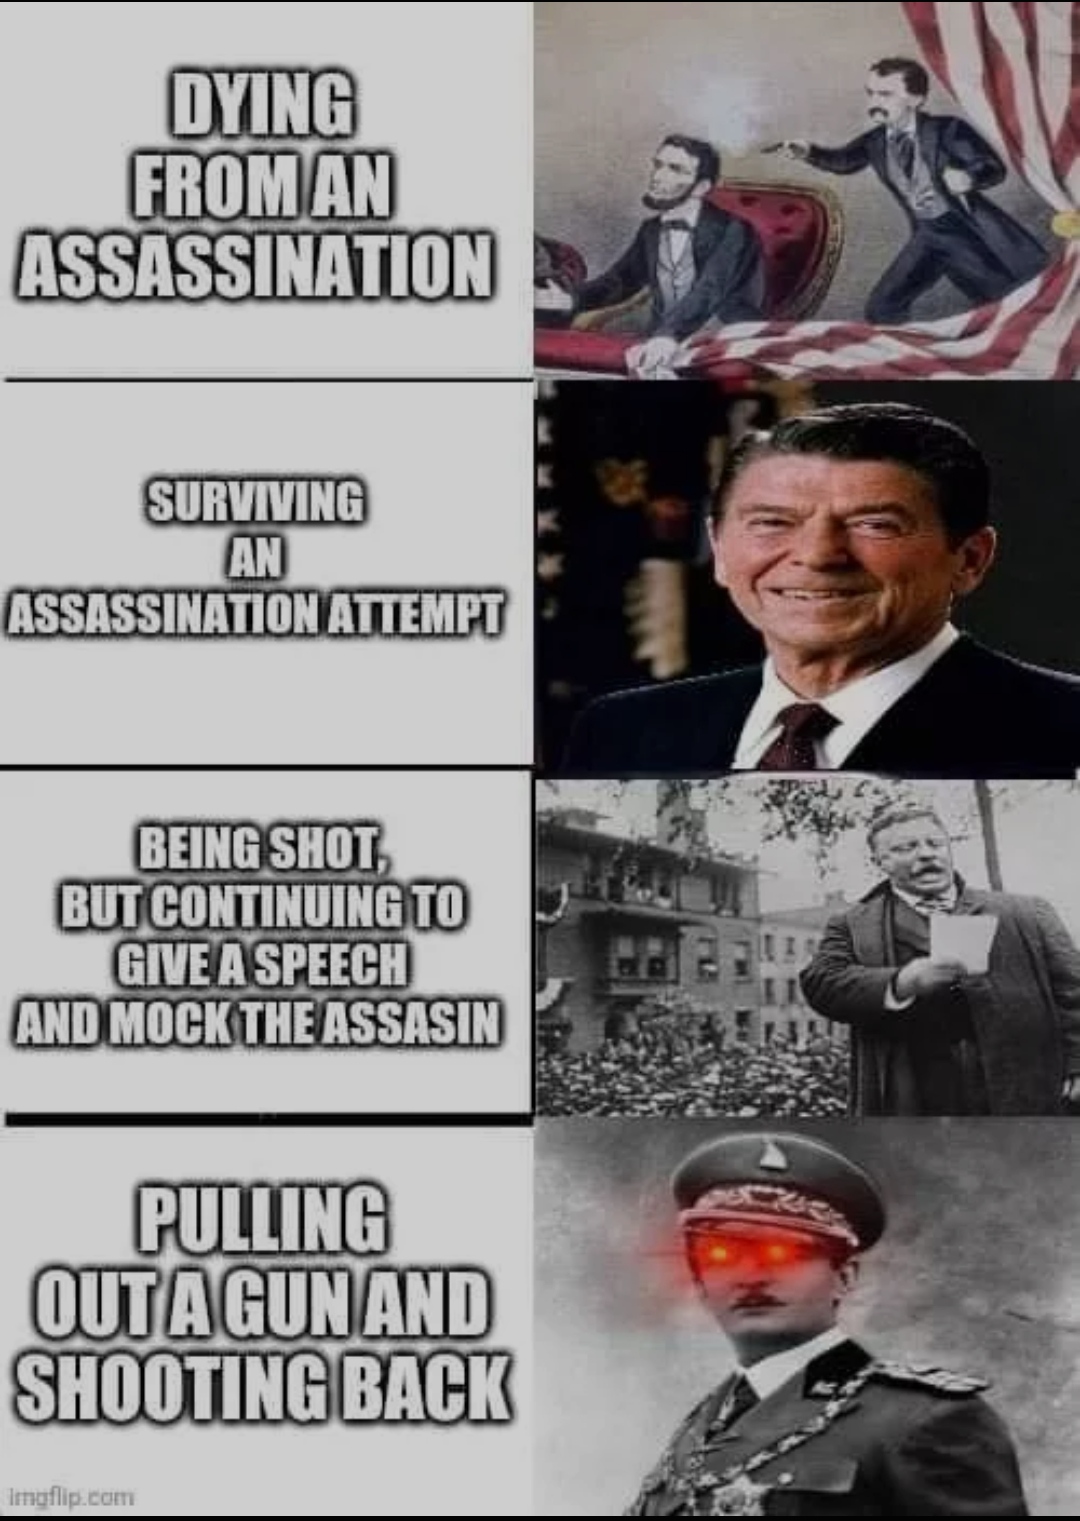 DYING
FROM AN
ASSASSINATION
SURVIVING
AN
ASSASSINATION ATTEMPT
BEING SHOT,
BUT CONTINUING TO
GIVE A SPEECH
AND MOCK THE ASSASIN
PULLING
OUT A GUN AND
SHOOTING BACK
imgflip.com